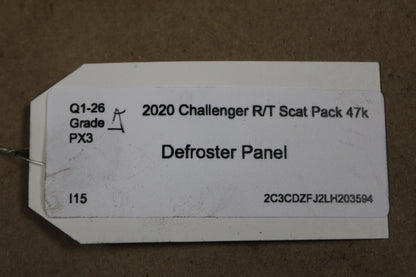 Q1-26
Grade A
PX3
2020 Challenger R/T Scat Pack 47k
Defroster Panel
I15
2C3CDZFJ2LH203594